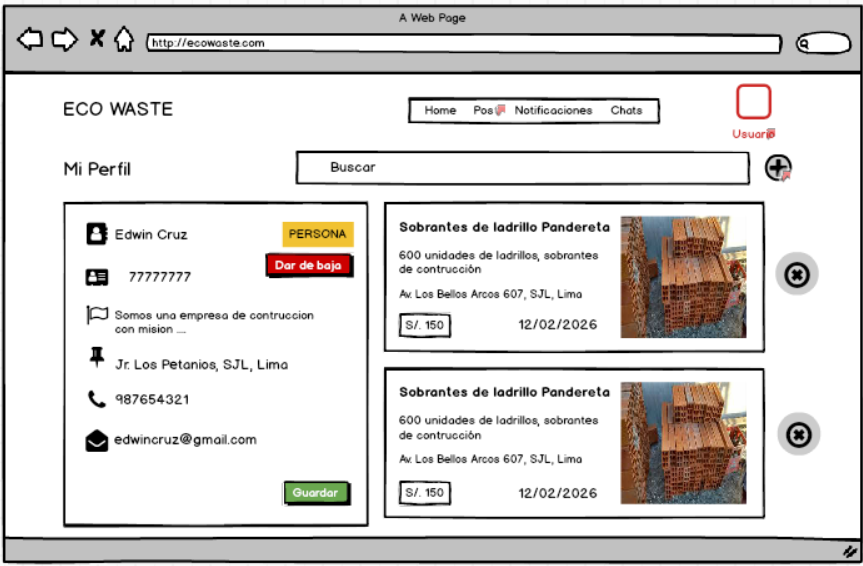 A Web Page
http://ecowaste.com
ECO WASTE
Home Pos Notificaciones Chats
Usuario
Mi Perfil
Buscar
Edwin Cruz
PERSONA
77777777
Dar de baja
Somos una empresa de contruccion
con mision ....
Jr. Los Petanios, SJL, Lima
987654321
edwincruz@gmail.com
Guardar
Sobrantes de ladrillo Pandereta
600 unidades de ladrillos, sobrantes
de contrucción
Av. Los Bellos Arcos 607, SJL, Lima
S/. 150
12/02/2026
Sobrantes de ladrillo Pandereta
600 unidades de ladrillos, sobrantes
de contrucción
Av. Los Bellos Arcos 607, SJL, Lima
S/. 150
12/02/2026